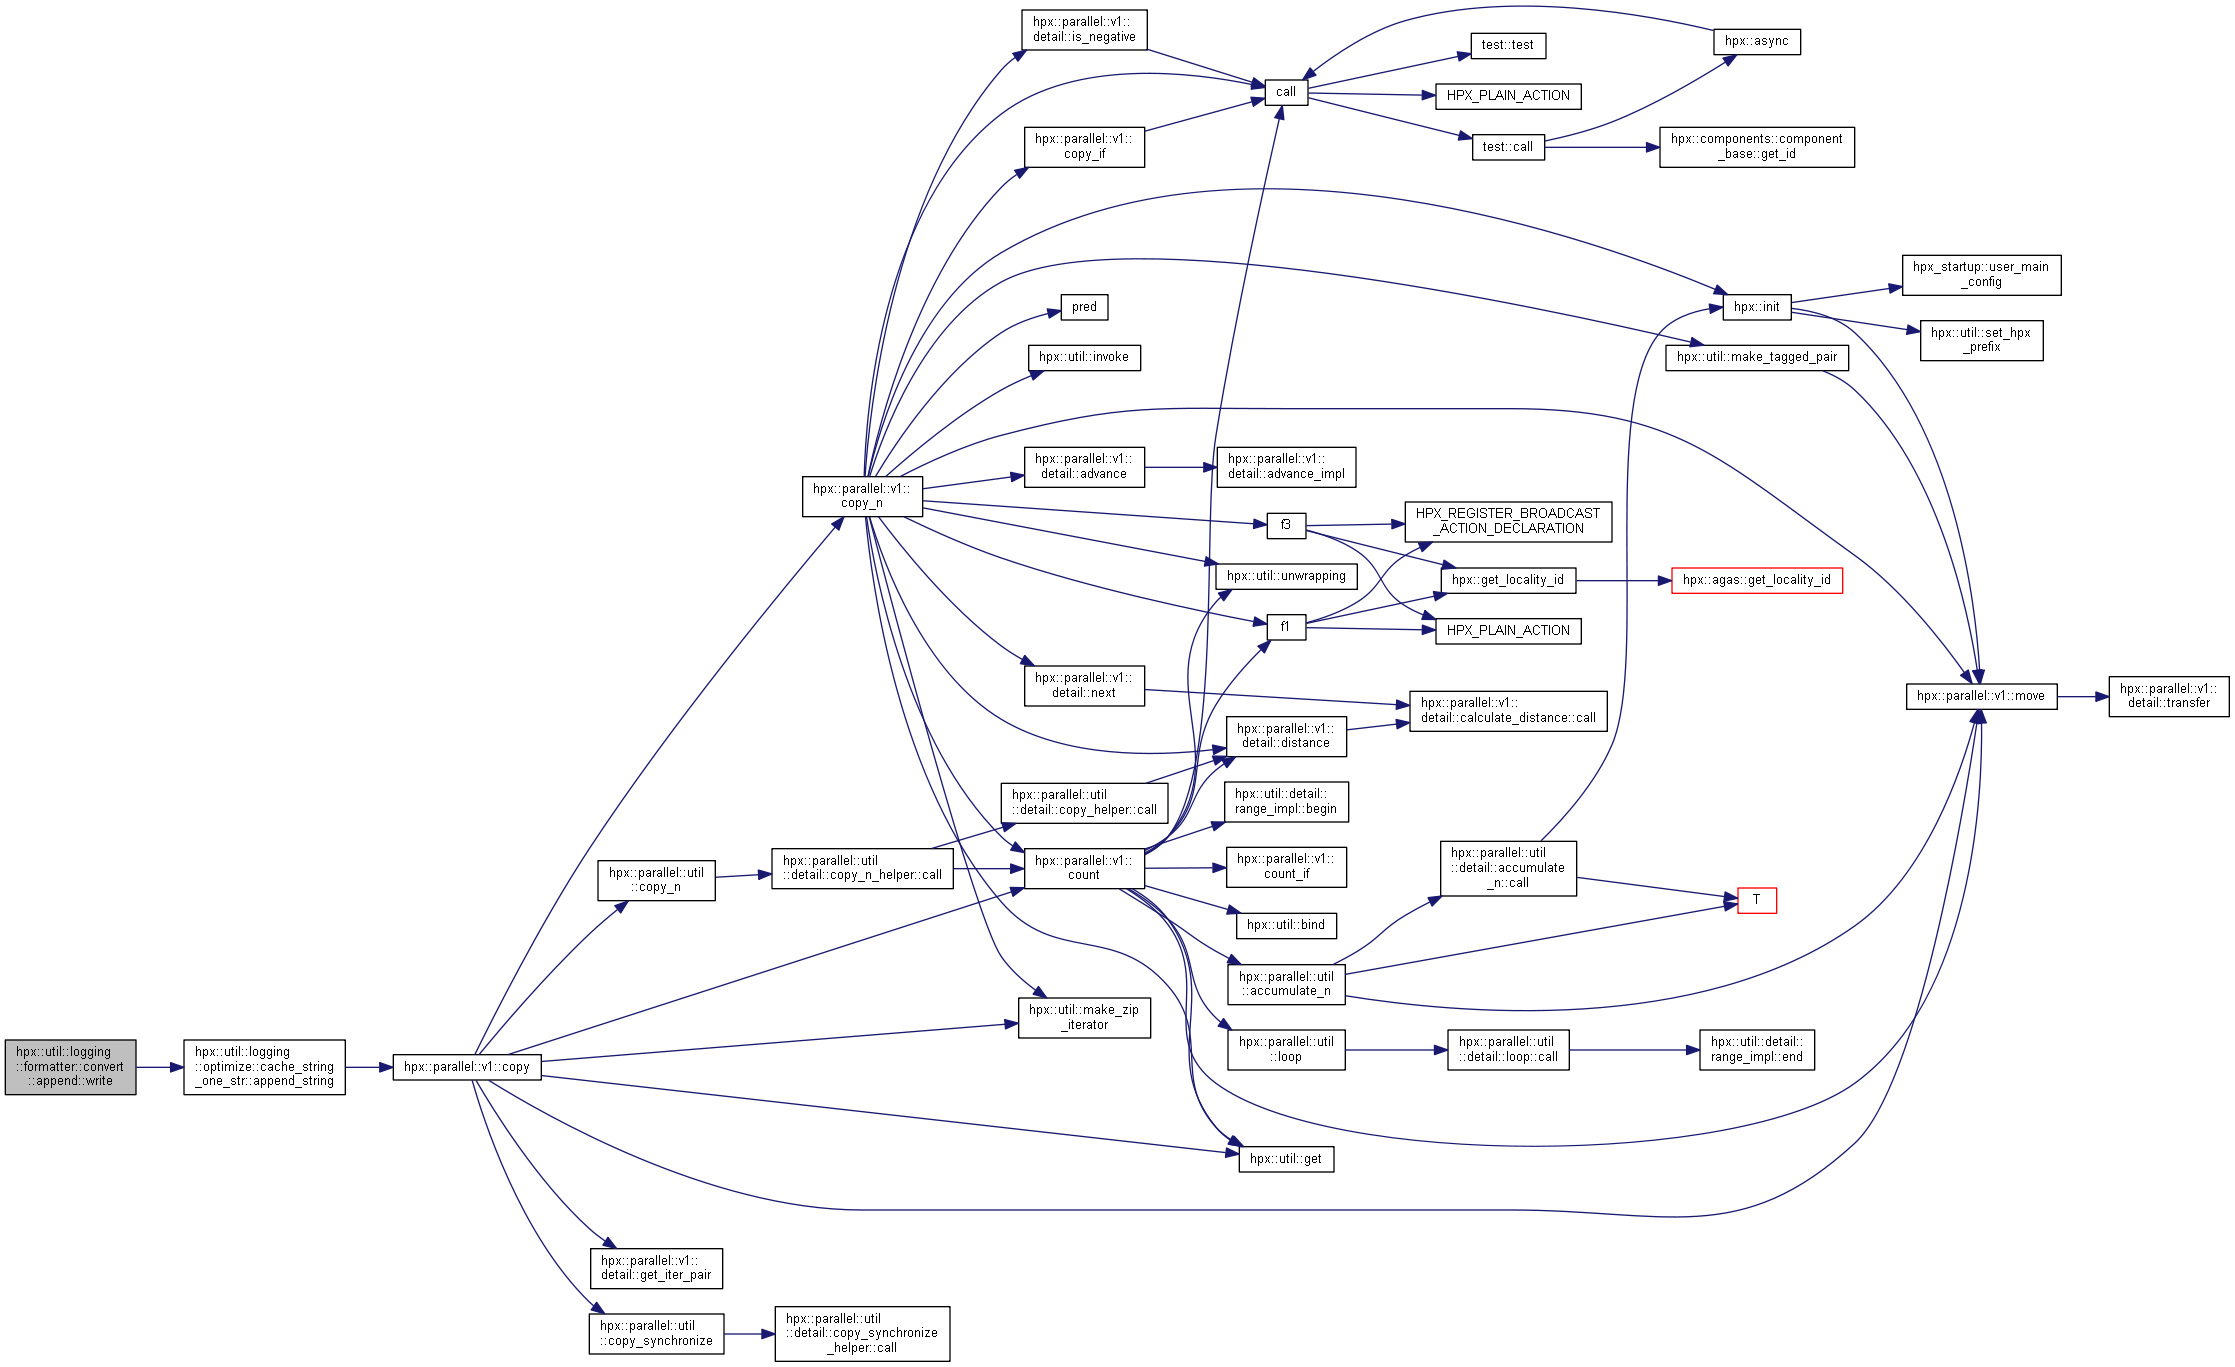 hpx::util::logging
::formatter::convert
::append::write
hpx::util::logging
::optimize::cache_string
_one_str::append_string
hpx::parallel::v1::copy
hpx::parallel::v1::
copy_n
hpx::parallel::util
::copy_n
hpx::parallel::v1::
detail::get_iter_pair
hpx::parallel::util
::copy_synchronize
hpx::parallel::util
::detail::copy_n_helper::call
hpx::parallel::util
::detail::copy_synchronize
_helper::call
hpx::parallel::v1::
detail::is_negative
hpx::parallel::v1::
copy_if
pred
hpx::util::invoke
hpx::parallel::v1::
detail::advance
hpx::parallel::v1::
detail::next
hpx::parallel::util
::detail::copy_helper::call
hpx::parallel::v1::
count
hpx::util::make_zip
_iterator
call
hpx::parallel::v1::
detail::advance_impl
f3
hpx::util::unwrapping
f1
hpx::parallel::v1::
detail::distance
hpx::util::detail::
range_impl::begin
hpx::parallel::v1::
count_if
hpx::util::bind
hpx::parallel::util
::accumulate_n
hpx::parallel::util
::loop
hpx::util::get
test::test
HPX_PLAIN_ACTION
test::call
HPX_REGISTER_BROADCAST
_ACTION_DECLARATION
hpx::get_locality_id
HPX_PLAIN_ACTION
hpx::parallel::v1::
detail::calculate_distance::call
hpx::parallel::util
::detail::accumulate
_n::call
hpx::parallel::util
::detail::loop::call
hpx::async
hpx::components::component
_base::get_id
hpx::init
hpx::util::make_tagged_pair
hpx::agas::get_locality_id
T
hpx::util::detail::
range_impl::end
hpx_startup::user_main
_config
hpx::util::set_hpx
_prefix
hpx::parallel::v1::move
hpx::parallel::v1::
detail::transfer